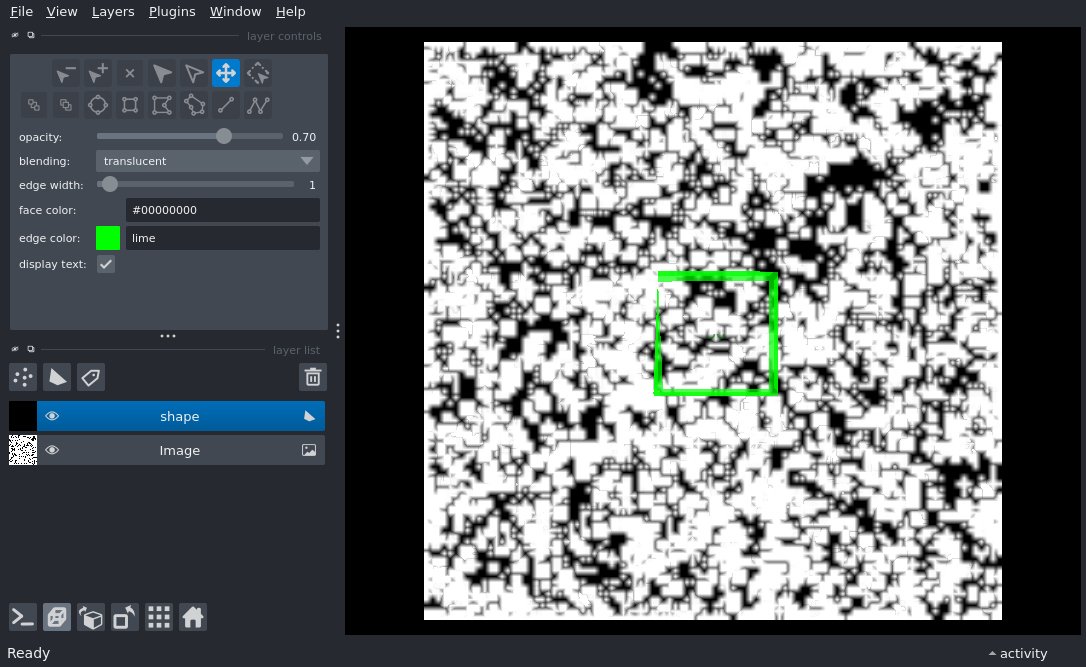 File View Layers Plugins Window Help
layer controls
opacity: 0.70
blending: translucent
edge width: 1
face color: #00000000
edge color: lime
display text:
layer list
shape
Image
Ready
activity